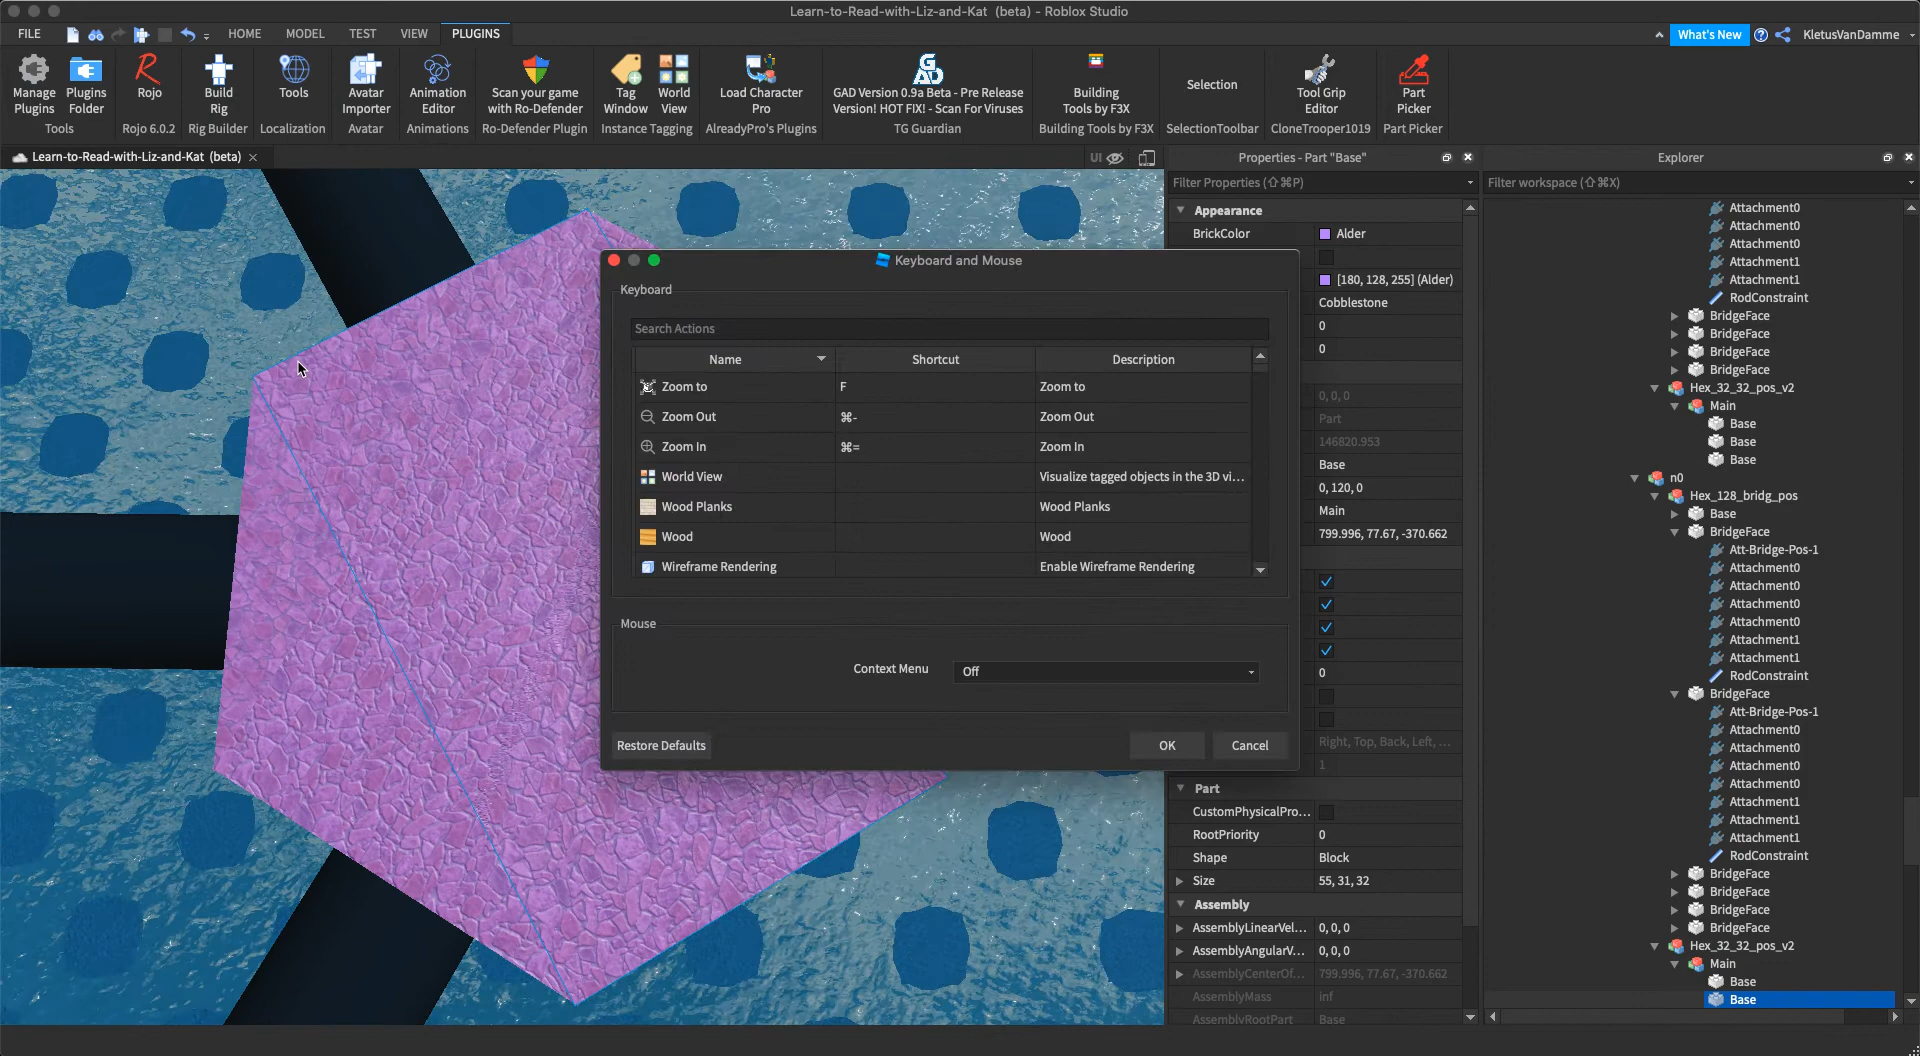 Learn-to-Read-with-Liz-and-Kat (beta) - Roblox Studio
FILE HOME MODEL TEST VIEW PLUGINS What's New KletusVanDamme
Manage Plugins
Plugins Folder
Tools
Rojo
Rojo 6.0.2
Build Rig
Rig Builder
Tools
Localization
Avatar Importer
Avatar
Animation Editor
Animations
Scan your game with Ro-Defender
Ro-Defender Plugin
Tag Window
World View
Instance Tagging
Load Character Pro
AlreadyPro's Plugins
GAD
GAD Version 0.9a Beta - Pre Release
Version! HOT FIX! - Scan For Viruses
TG Guardian
Building Tools by F3X
Building Tools by F3X
Selection
SelectionToolbar
Tool Grip Editor
CloneTrooper1019
Part Picker
Part Picker
Learn-to-Read-with-Liz-and-Kat (beta)
UI
Keyboard and Mouse
Keyboard
Search Actions
Name Shortcut Description
Zoom to F Zoom to
Zoom Out ⌘- Zoom Out
Zoom In ⌘= Zoom In
World View Visualize tagged objects in the 3D vi...
Wood Planks Wood Planks
Wood Wood
Wireframe Rendering Enable Wireframe Rendering
Mouse
Context Menu Off
Restore Defaults OK Cancel
Properties - Part "Base"
Filter Properties (⇧⌘P)
Appearance
BrickColor Alder
[180, 128, 255] (Alder)
Cobblestone
0
0
0, 0, 0
Part
146820.953
Base
0, 120, 0
Main
799.996, 77.67, -370.662
0
Right, Top, Back, Left, ...
1
Part
CustomPhysicalPro...
RootPriority 0
Shape Block
Size 55, 31, 32
Assembly
AssemblyLinearVel... 0, 0, 0
AssemblyAngularV... 0, 0, 0
AssemblyCenterOf... 799.996, 77.67, -370.662
AssemblyMass inf
AssemblyRootPart Base
Explorer
Filter workspace (⇧⌘X)
Attachment0
Attachment0
Attachment0
Attachment1
Attachment1
RodConstraint
BridgeFace
BridgeFace
BridgeFace
BridgeFace
Hex_32_32_pos_v2
Main
Base
Base
Base
n0
Hex_128_bridg_pos
Base
BridgeFace
Att-Bridge-Pos-1
Attachment0
Attachment0
Attachment0
Attachment0
Attachment1
Attachment1
RodConstraint
BridgeFace
Att-Bridge-Pos-1
Attachment0
Attachment0
Attachment0
Attachment0
Attachment1
Attachment1
Attachment1
RodConstraint
BridgeFace
BridgeFace
BridgeFace
BridgeFace
Hex_32_32_pos_v2
Main
Base
Base